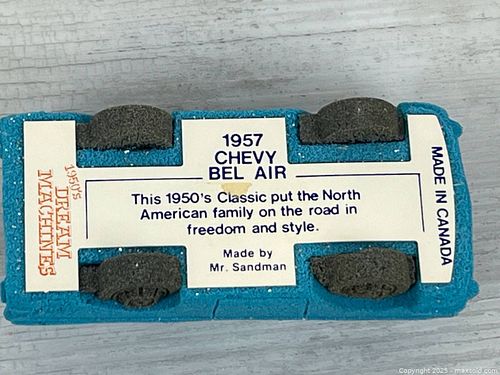 1950's
DREAM
MACHINES
1957
CHEVY
BEL AIR
This 1950's Classic put the North
American family on the road in
freedom and style.
Made by
Mr. Sandman
MADE IN CANADA
Copyright 2025 - maxsold.com